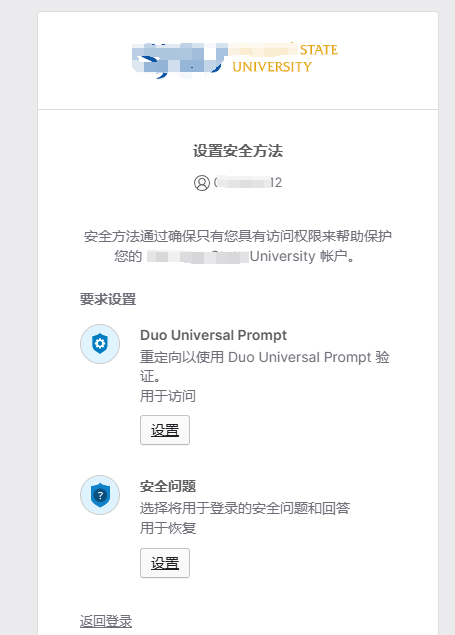 STATE
UNIVERSITY
设置安全方法
12
安全方法通过确保只有您具有访问权限来帮助保护
您的 University 帐户。
要求设置
Duo Universal Prompt
重定向以使用 Duo Universal Prompt 验
证。
用于访问
设置
安全问题
选择将用于登录的安全问题和回答
用于恢复
设置
返回登录